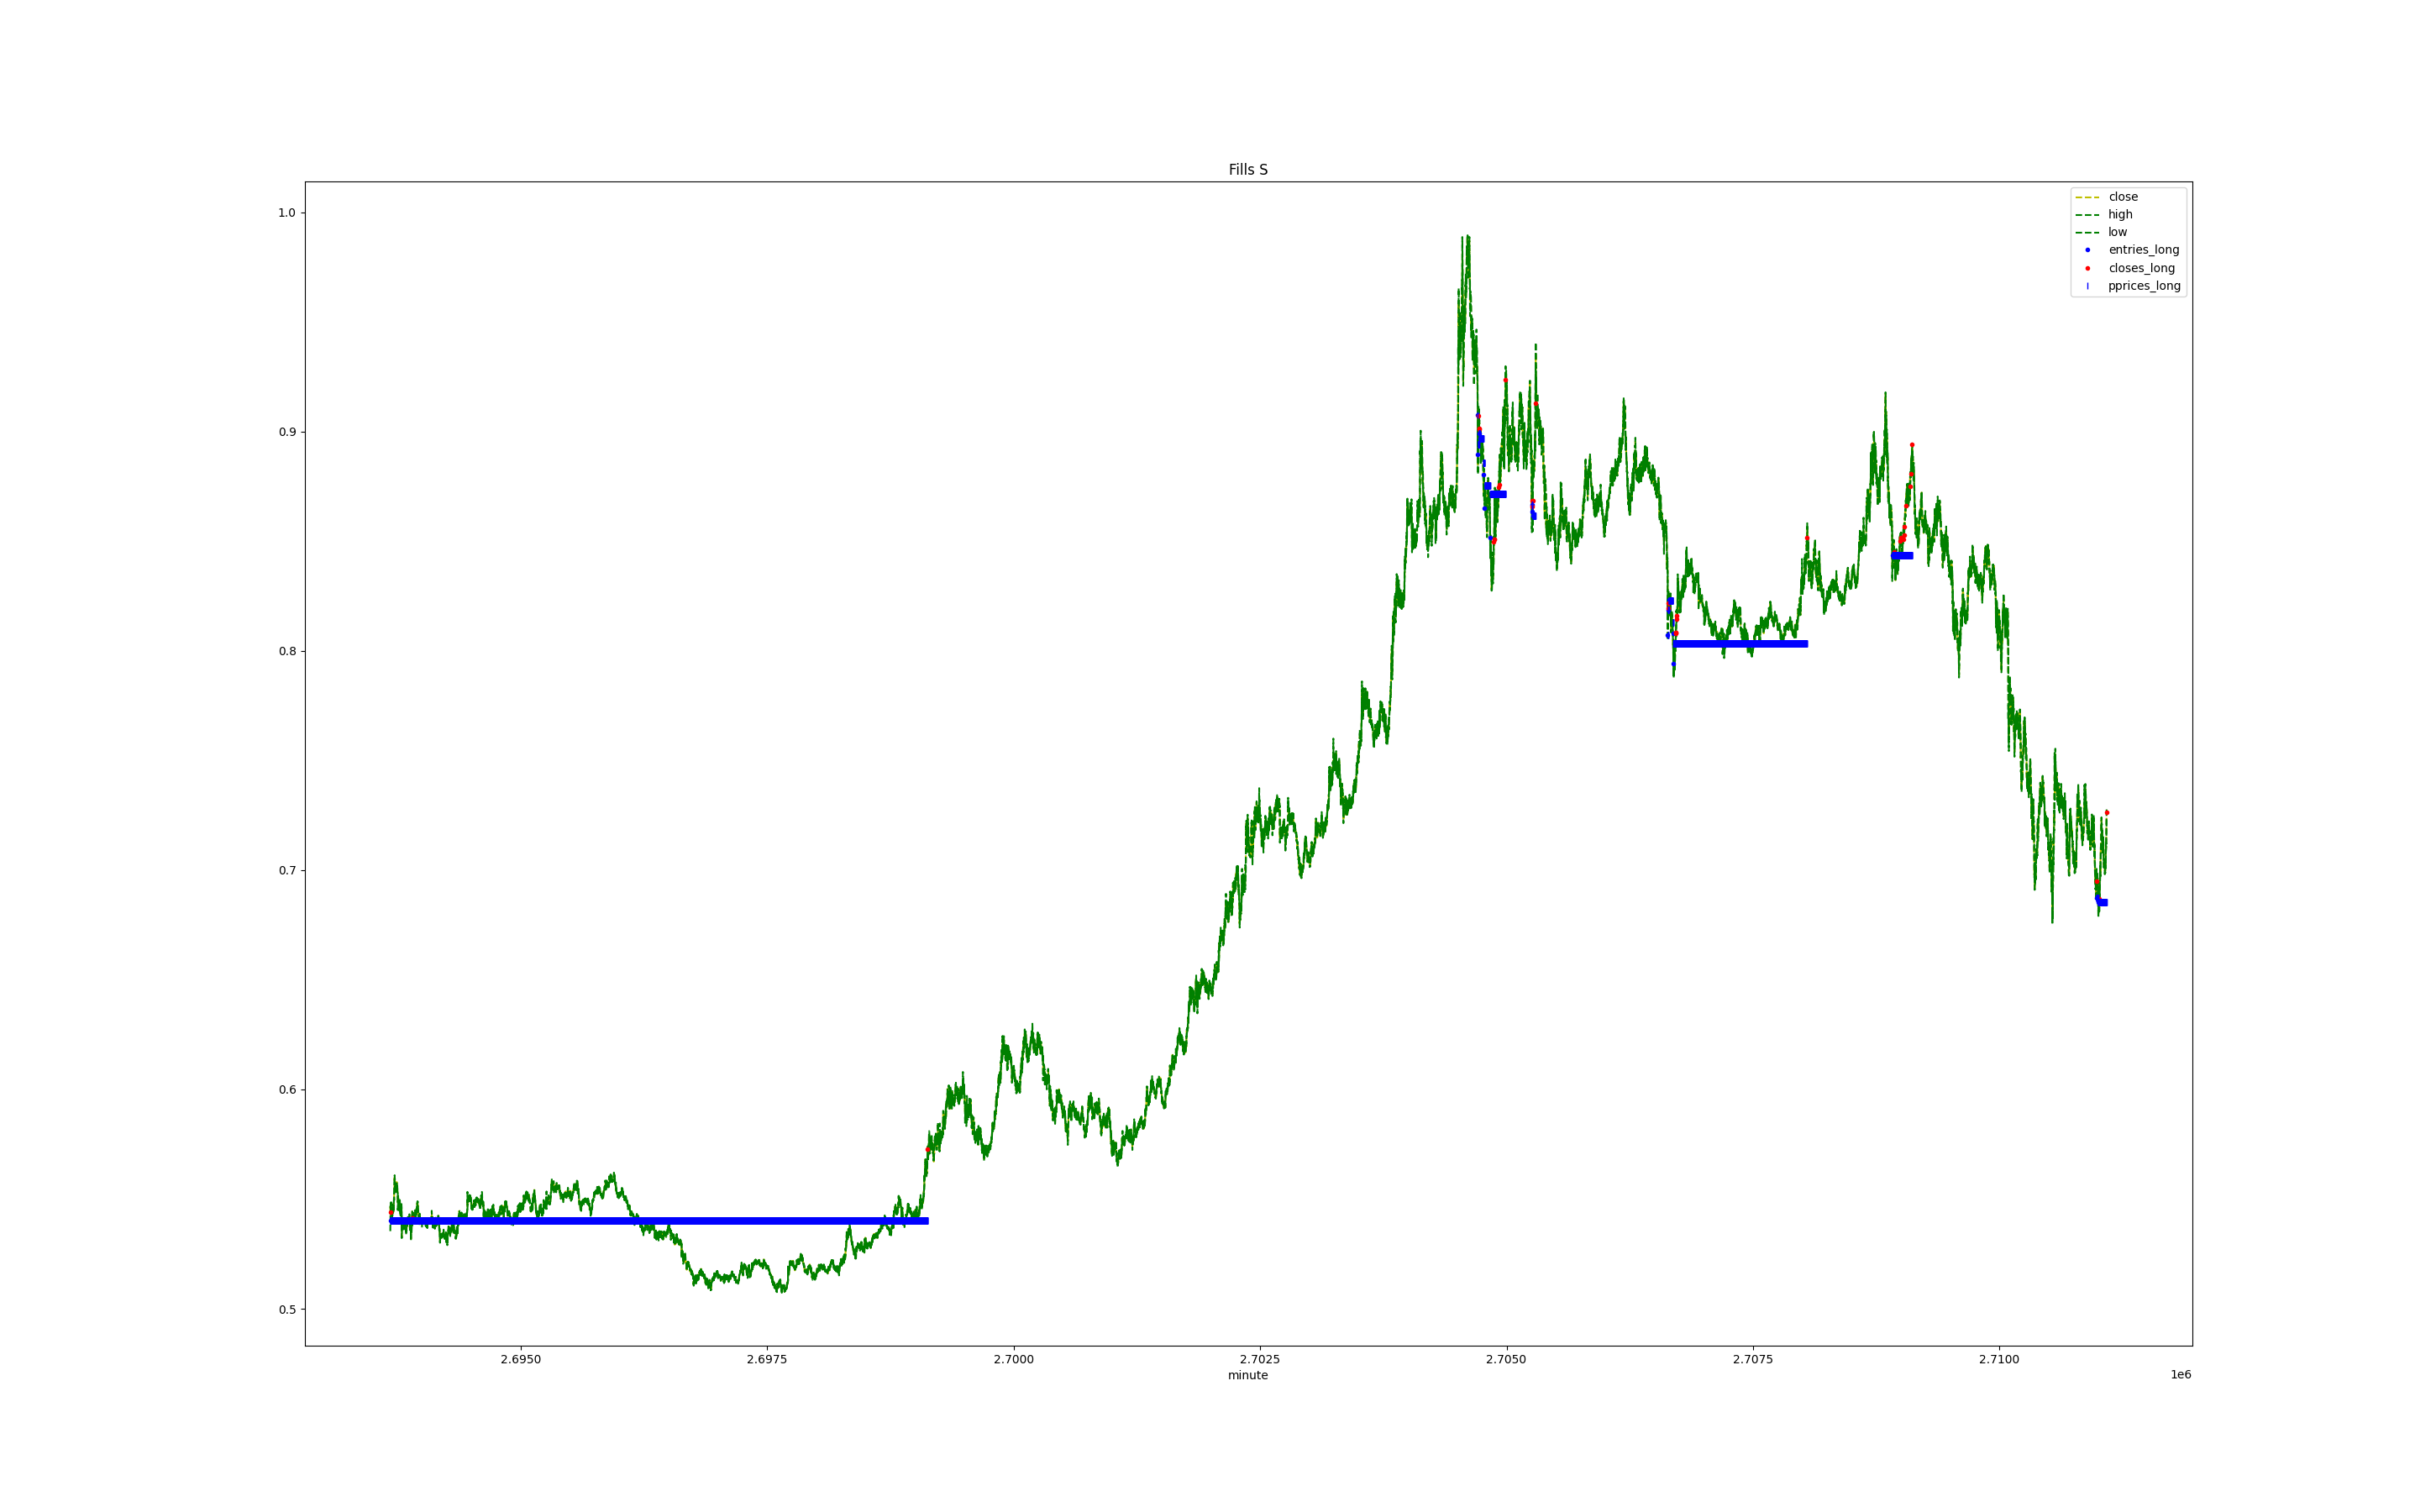 Fills S
close
high
low
entries_long
closes_long
pprices_long
1.0
0.9
0.8
0.7
0.6
0.5
2.6950 2.6975 2.7000 2.7025 2.7050 2.7075 2.7100
minute
1e6